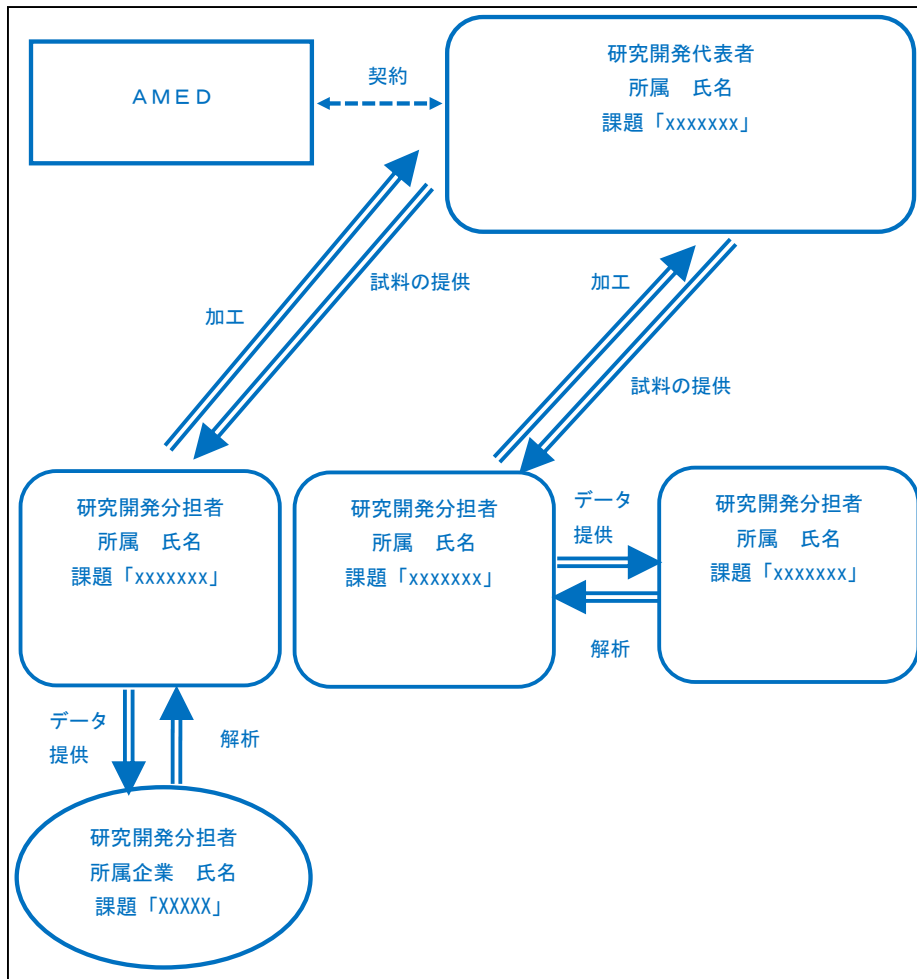 研究開発代表者
所属　氏名
課題「xxxxxxx」
ＡＭＥＤ
契約
試料の提供
加工
加工
試料の提供
研究開発分担者
所属　氏名
課題「xxxxxxx」
研究開発分担者
所属　氏名
課題「xxxxxxx」
データ
提供
解析
研究開発分担者
所属　氏名
課題「xxxxxxx」
データ
提供
解析
研究開発分担者
所属企業　氏名
課題「XXXXX」